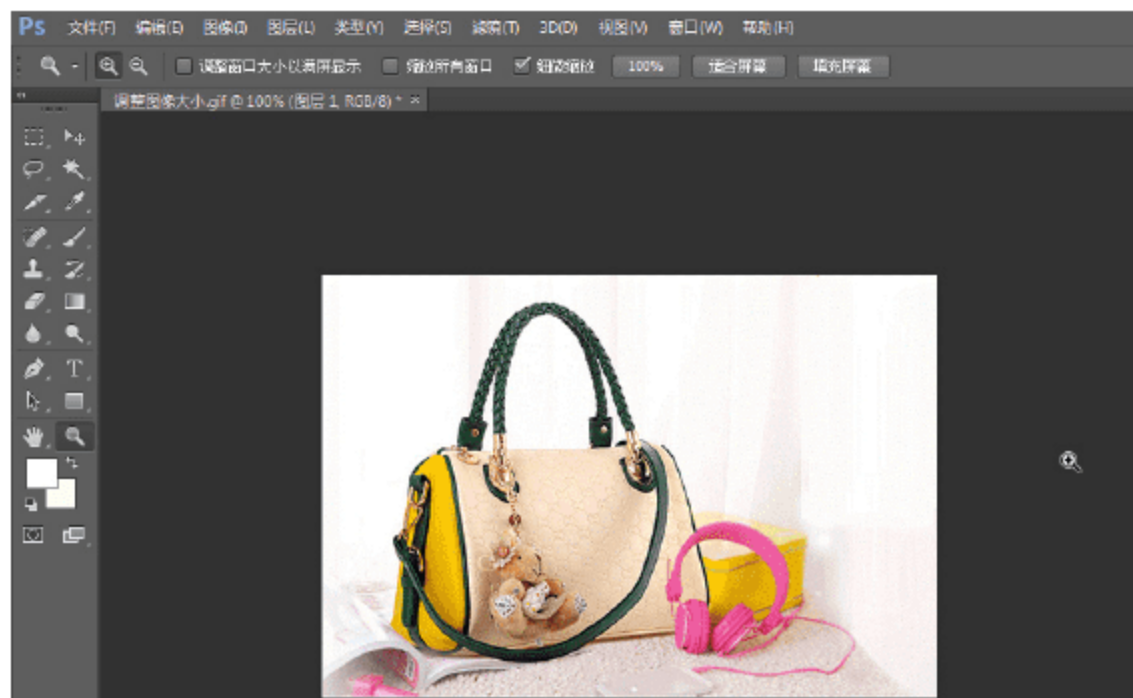 Ps 文件(F) 编辑(E) 图像(I) 图层(L) 类型(Y) 选择(S) 滤镜(T) 3D(D) 视图(V) 窗口(W) 帮助(H)
调整窗口大小以满屏显示 缩放所有窗口 细微缩放 100% 适合屏幕 填充屏幕
调整图像大小.gif @ 100% (图层 1, RGB/8) * ×
T